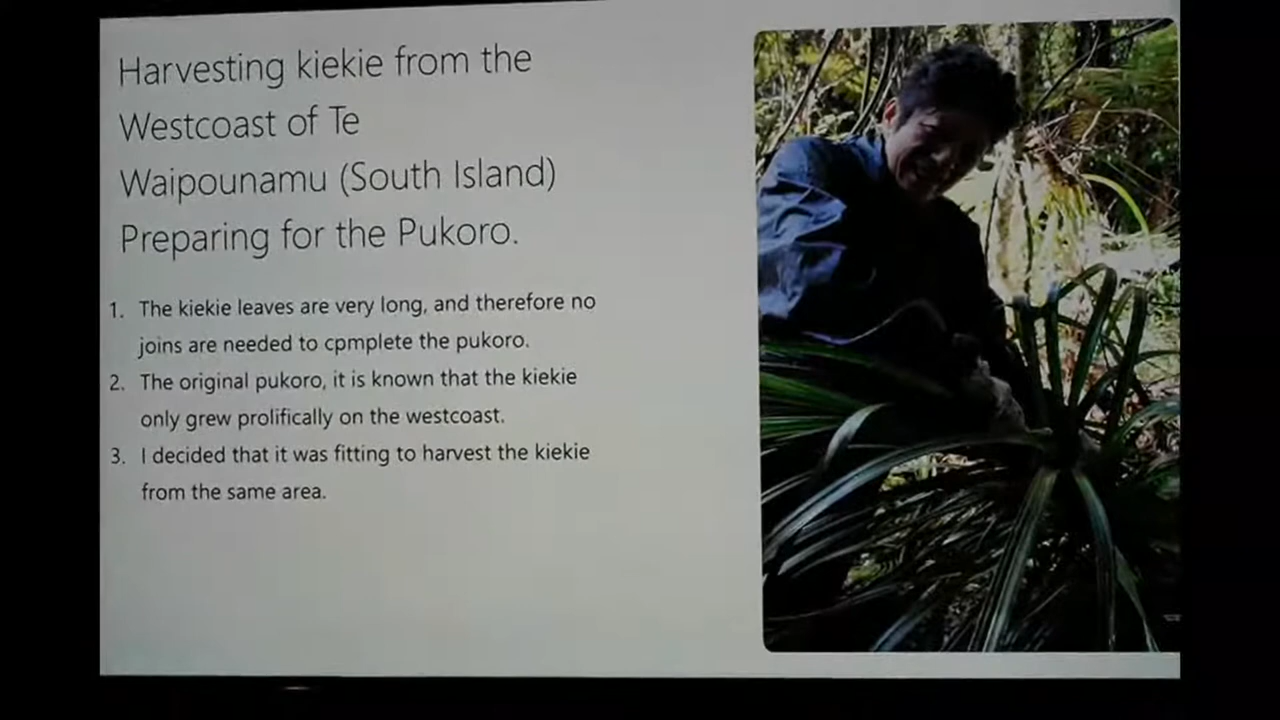 Harvesting kiekie from the
Westcoast of Te
Waipounamu (South Island)
Preparing for the Pukoro.
1. The kiekie leaves are very long, and therefore no
joins are needed to cpmplete the pukoro.
2. The original pukoro, it is known that the kiekie
only grew prolifically on the westcoast.
3. I decided that it was fitting to harvest the kiekie
from the same area.